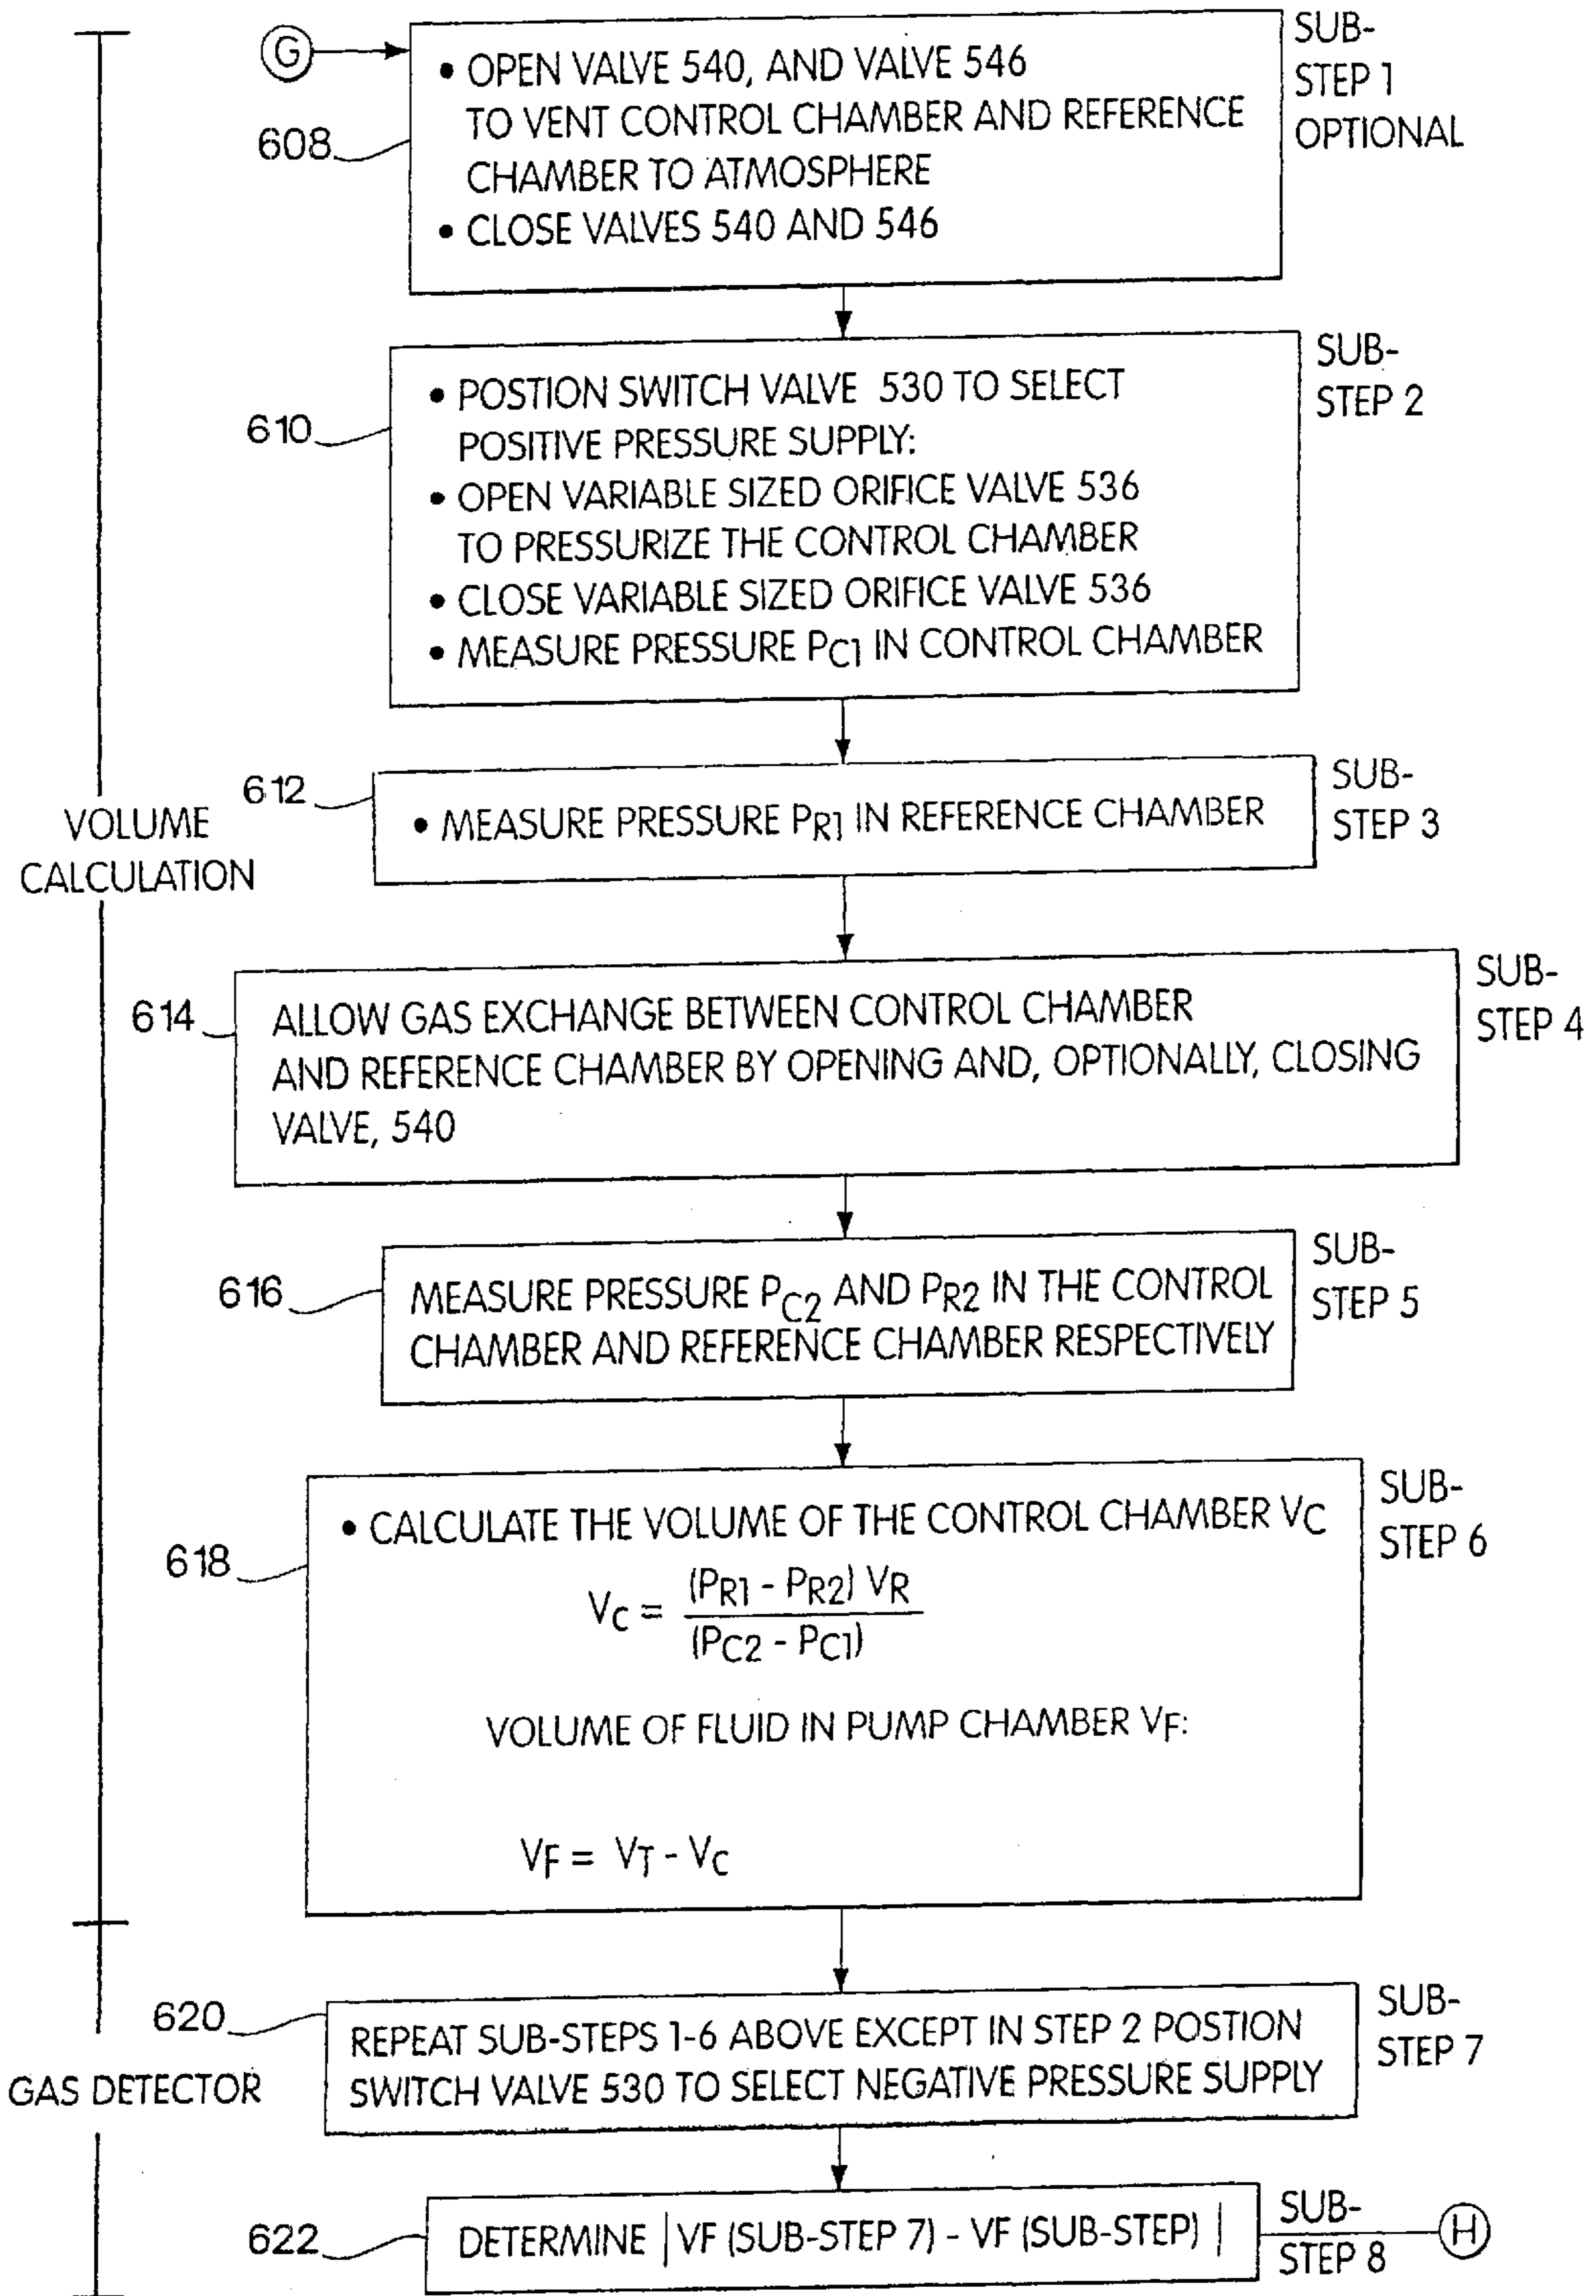 G
SUB-
STEP 1
OPTIONAL
608
• OPEN VALVE 540, AND VALVE 546
TO VENT CONTROL CHAMBER AND REFERENCE
CHAMBER TO ATMOSPHERE
• CLOSE VALVES 540 AND 546
SUB-
STEP 2
610
• POSTION SWITCH VALVE 530 TO SELECT
POSITIVE PRESSURE SUPPLY:
• OPEN VARIABLE SIZED ORIFICE VALVE 536
TO PRESSURIZE THE CONTROL CHAMBER
• CLOSE VARIABLE SIZED ORIFICE VALVE 536
• MEASURE PRESSURE PC1 IN CONTROL CHAMBER
VOLUME
CALCULATION
612
• MEASURE PRESSURE PR1 IN REFERENCE CHAMBER
SUB-
STEP 3
614
ALLOW GAS EXCHANGE BETWEEN CONTROL CHAMBER
AND REFERENCE CHAMBER BY OPENING AND, OPTIONALLY, CLOSING
VALVE, 540
SUB-
STEP 4
616
MEASURE PRESSURE PC2 AND PR2 IN THE CONTROL
CHAMBER AND REFERENCE CHAMBER RESPECTIVELY
SUB-
STEP 5
618
• CALCULATE THE VOLUME OF THE CONTROL CHAMBER VC
VC = (PR1 - PR2) VR
(PC2 - PC1)
VOLUME OF FLUID IN PUMP CHAMBER VF:
VF = VT - VC
SUB-
STEP 6
620
REPEAT SUB-STEPS 1-6 ABOVE EXCEPT IN STEP 2 POSTION
SWITCH VALVE 530 TO SELECT NEGATIVE PRESSURE SUPPLY
SUB-
STEP 7
GAS DETECTOR
622
DETERMINE | VF (SUB-STEP 7) - VF (SUB-STEP) |
SUB-
STEP 8
H